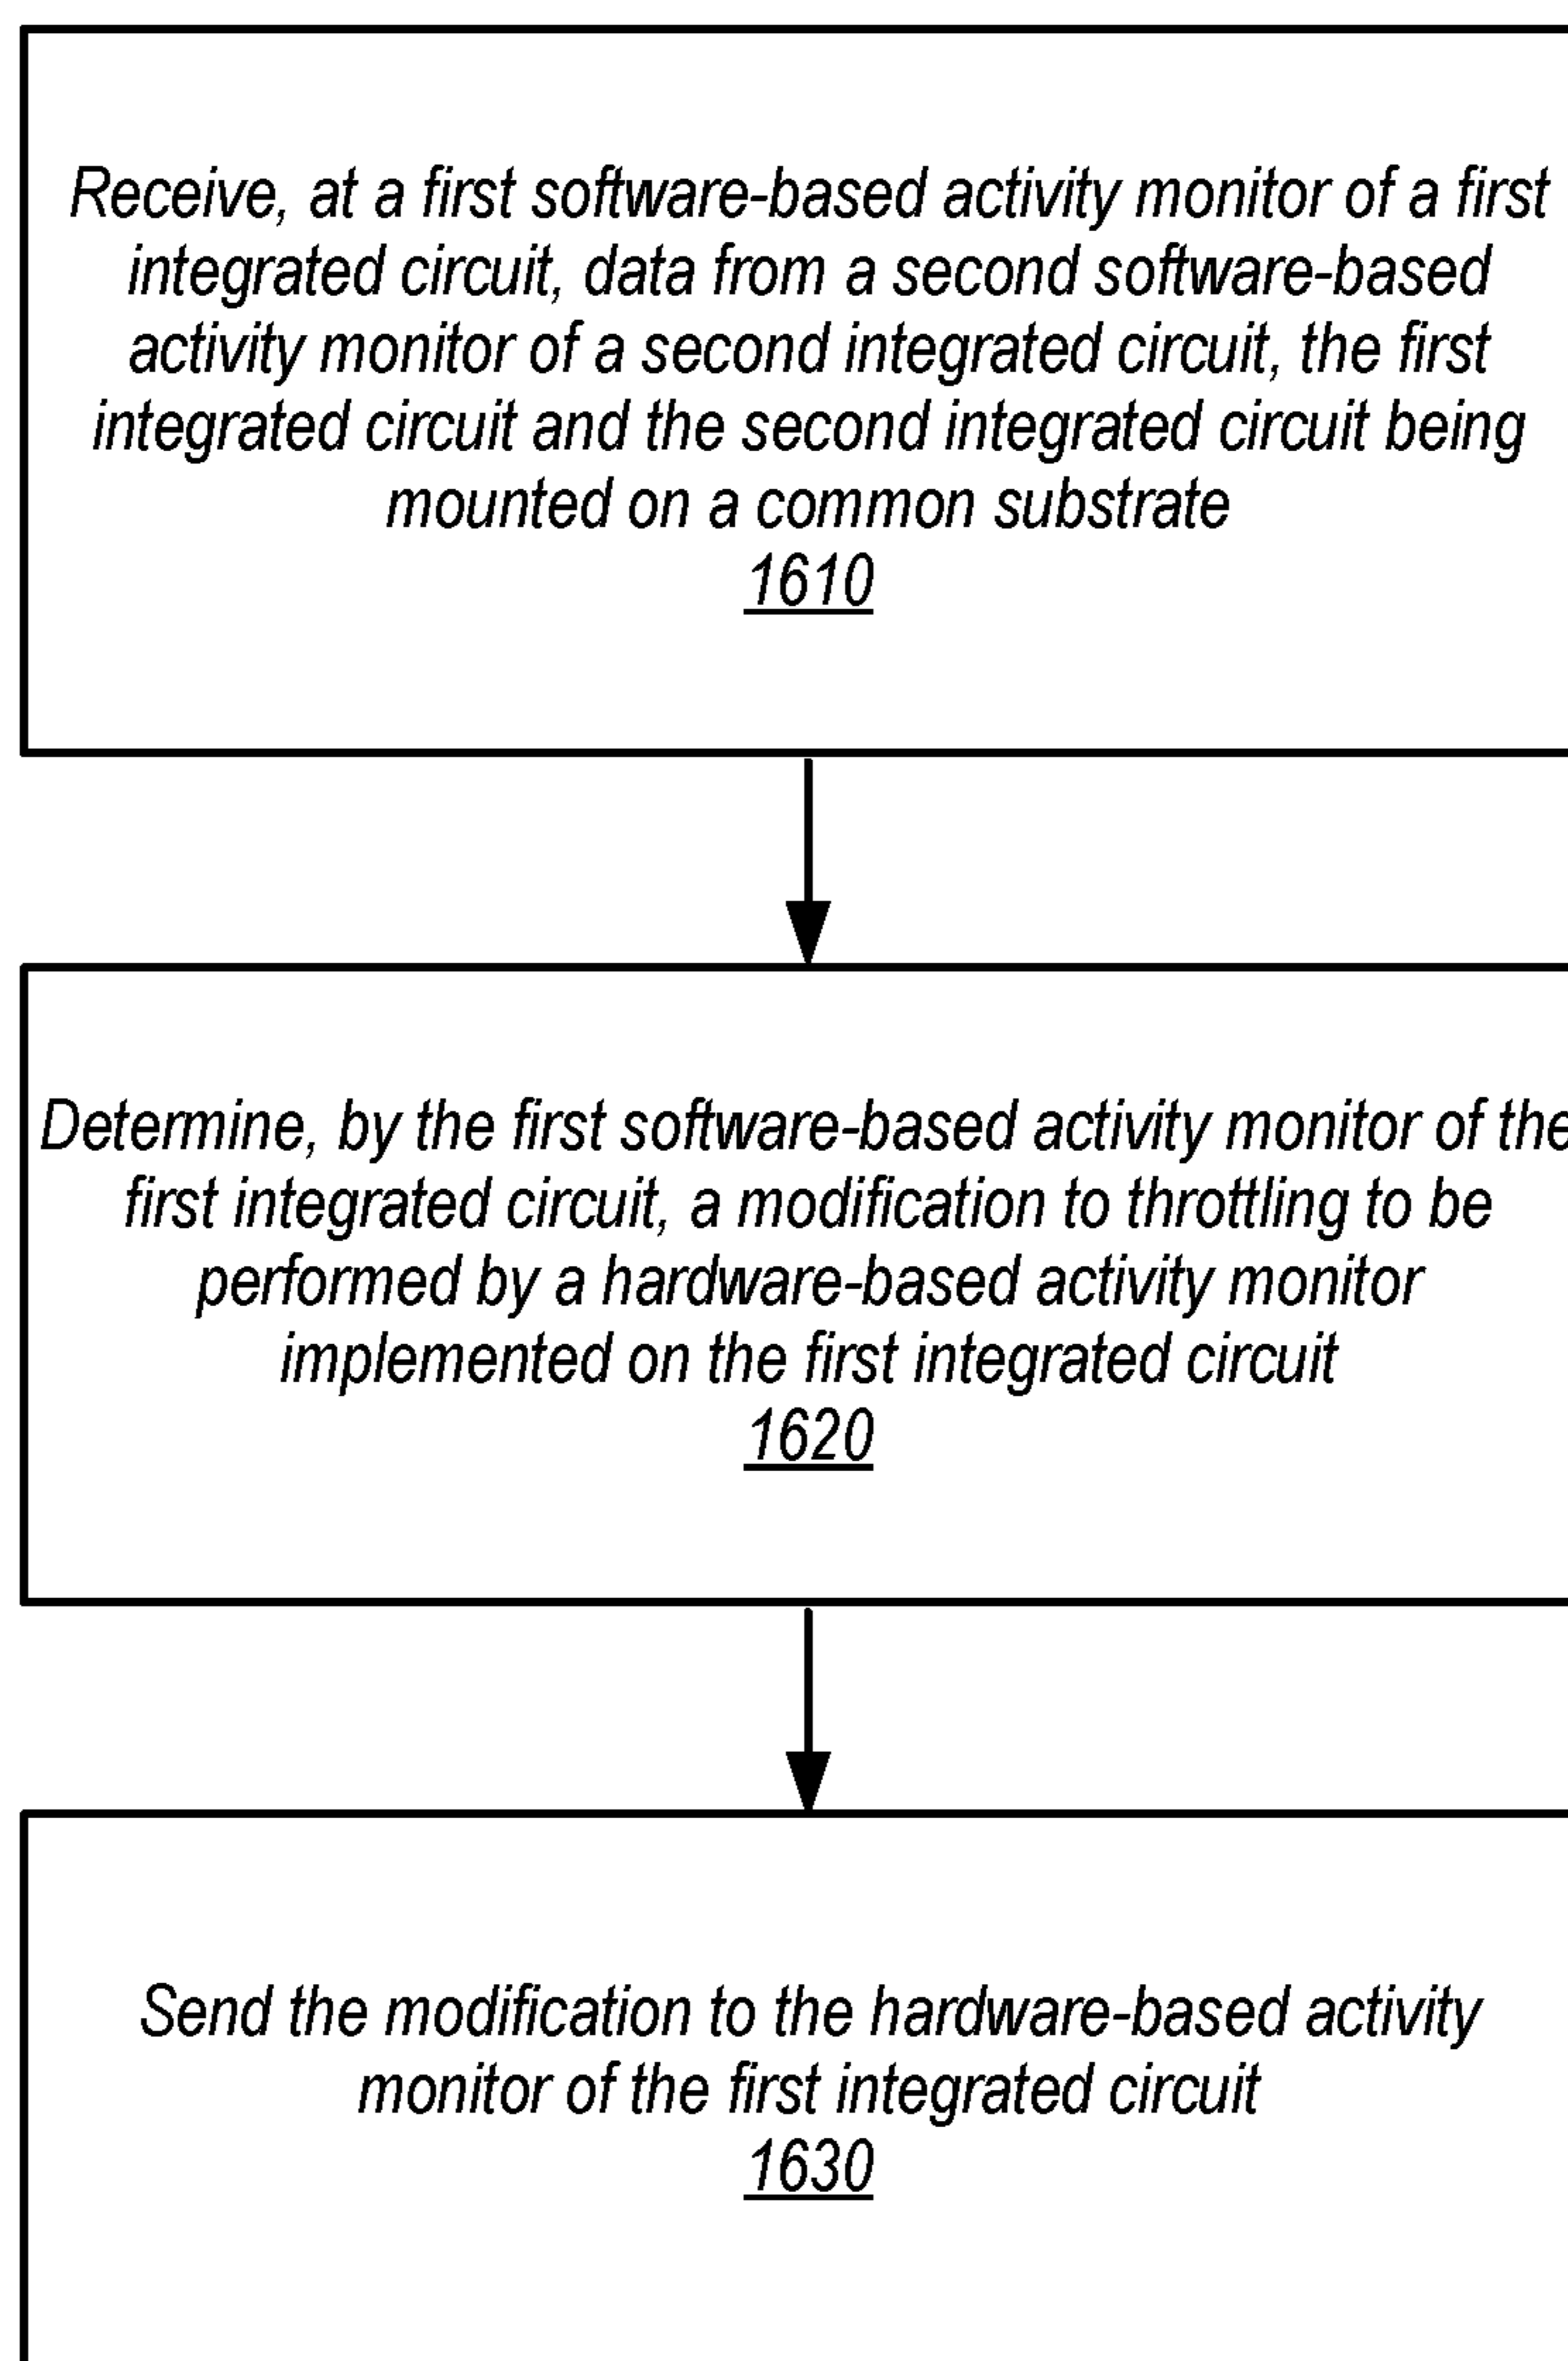 Receive, at a first software-based activity monitor of a first
integrated circuit, data from a second software-based
activity monitor of a second integrated circuit, the first
integrated circuit and the second integrated circuit being
mounted on a common substrate
1610
Determine, by the first software-based activity monitor of the
first integrated circuit, a modification to throttling to be
performed by a hardware-based activity monitor
implemented on the first integrated circuit
1620
Send the modification to the hardware-based activity
monitor of the first integrated circuit
1630